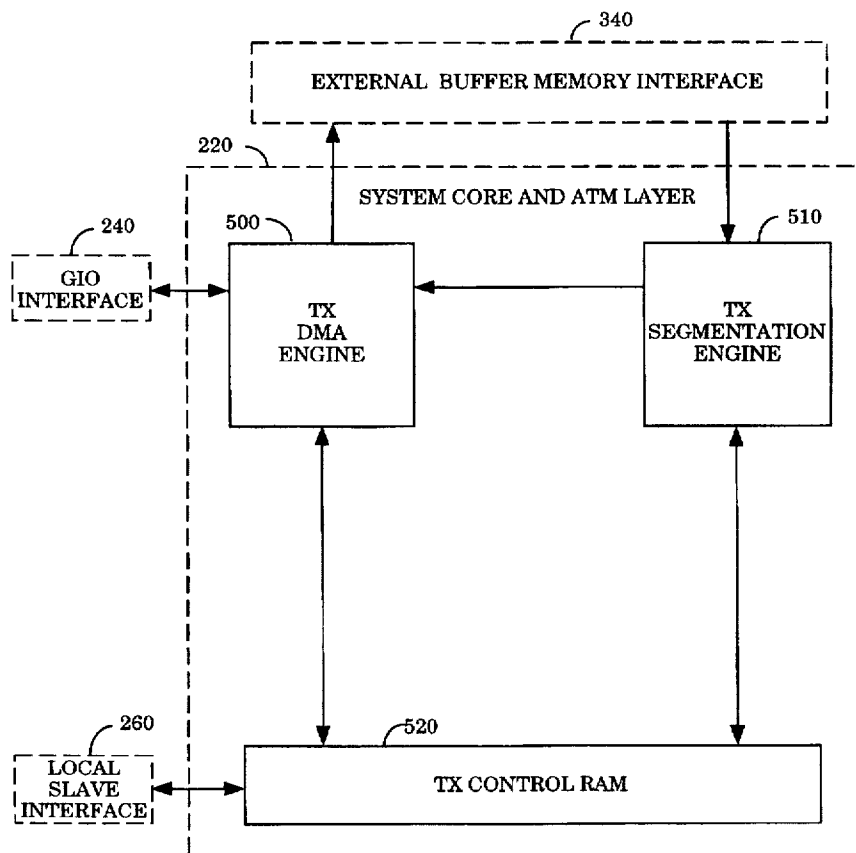 340
EXTERNAL BUFFER MEMORY INTERFACE
220
SYSTEM CORE AND ATM LAYER
240
500
510
GIO
INTERFACE
TX
DMA
ENGINE
TX
SEGMENTATION
ENGINE
260
520
LOCAL
SLAVE
INTERFACE
TX CONTROL RAM